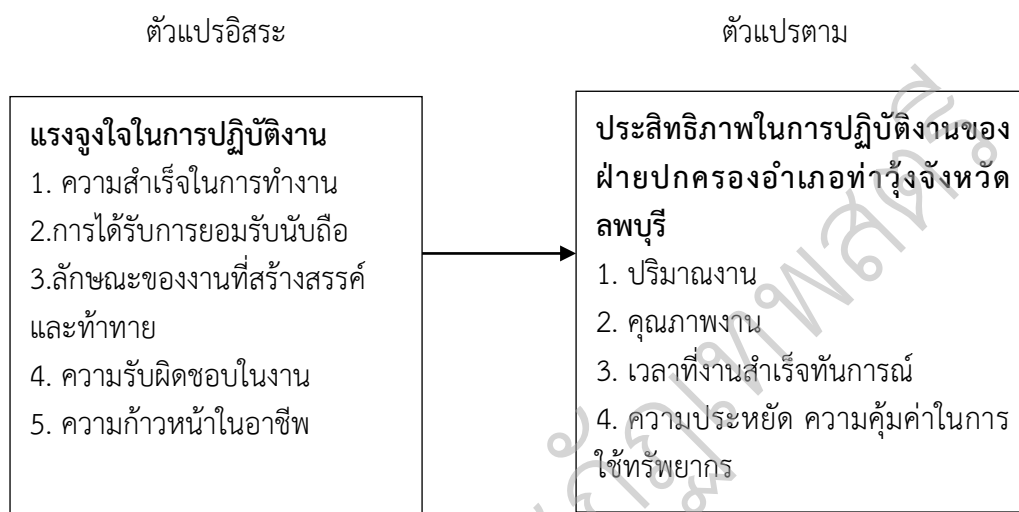 ตัวแปรอิสระ
ตัวแปรตาม
แรงจูงใจในการปฏิบัติงาน
1. ความสำเร็จในการทำงาน
2.การได้รับการยอมรับนับถือ
3.ลักษณะของงานที่สร้างสรรค์
และท้าทาย
4. ความรับผิดชอบในงาน
5. ความก้าวหน้าในอาชีพ
ประสิทธิภาพในการปฏิบัติงานของ
ฝ่ายปกครองอำเภอท่าวุ้งจังหวัด
ลพบุรี
1. ปริมาณงาน
2. คุณภาพงาน
3. เวลาที่งานสำเร็จทันการณ์
4. ความประหยัด ความคุ้มค่าในการ
ใช้ทรัพยากร